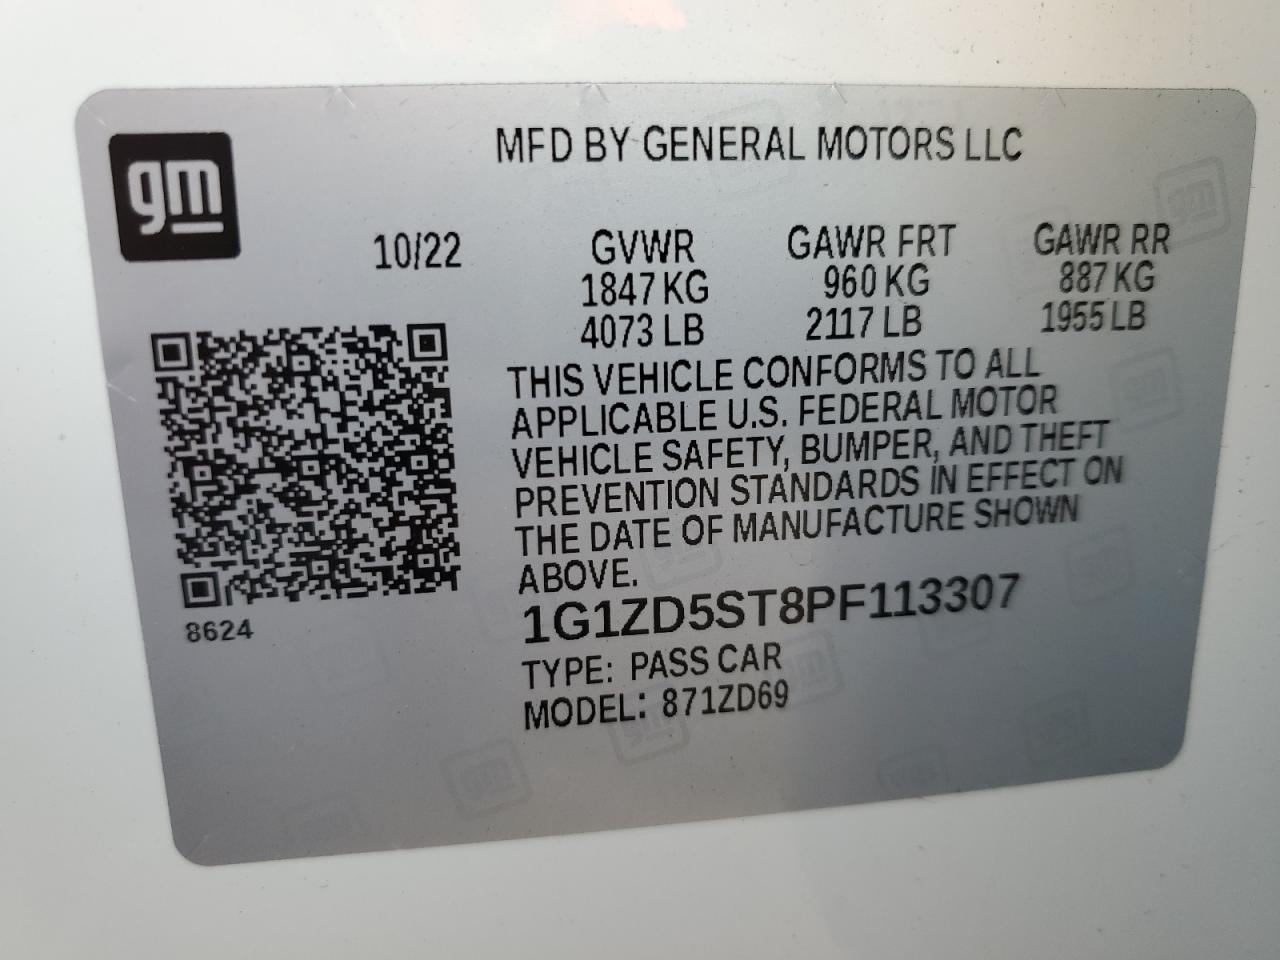 gm
MFD BY GENERAL MOTORS LLC
10/22
GVWR GAWR FRT GAWR RR
1847 KG 960 KG 887 KG
4073 LB 2117 LB 1955 LB
THIS VEHICLE CONFORMS TO ALL
APPLICABLE U.S. FEDERAL MOTOR
VEHICLE SAFETY, BUMPER, AND THEFT
PREVENTION STANDARDS IN EFFECT ON
THE DATE OF MANUFACTURE SHOWN
ABOVE.
1G1ZD5ST8PF113307
TYPE: PASS CAR
MODEL: 871ZD69
8624